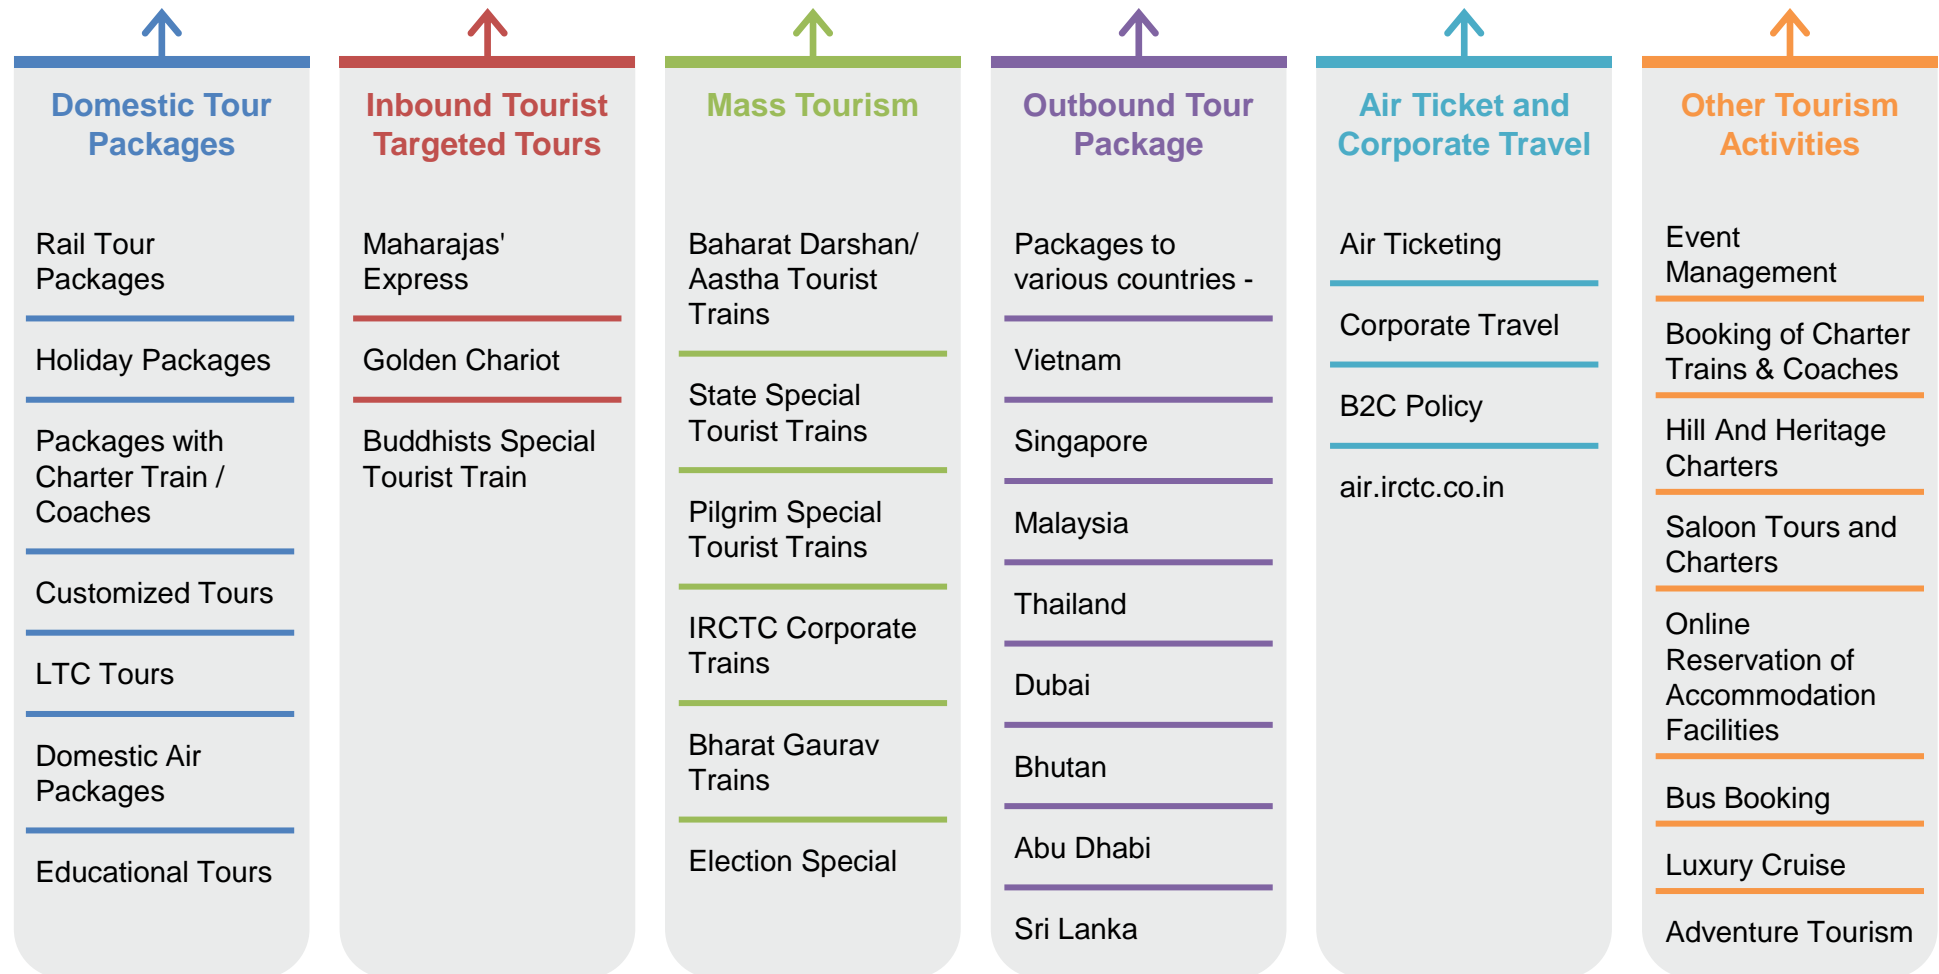 Domestic Tour
Packages
Rail Tour
Packages
Holiday Packages
Packages with
Charter Train /
Coaches
Customized Tours
LTC Tours
Domestic Air
Packages
Educational Tours
Inbound Tourist
Targeted Tours
Maharajas'
Express
Golden Chariot
Buddhists Special
Tourist Train
Mass Tourism
Baharat Darshan/
Aastha Tourist
Trains
State Special
Tourist Trains
Pilgrim Special
Tourist Trains
IRCTC Corporate
Trains
Bharat Gaurav
Trains
Election Special
Outbound Tour
Package
Packages to
various countries -
Vietnam
Singapore
Malaysia
Thailand
Dubai
Bhutan
Abu Dhabi
Sri Lanka
Air Ticket and
Corporate Travel
Air Ticketing
Corporate Travel
B2C Policy
air.irctc.co.in
Other Tourism
Activities
Event
Management
Booking of Charter
Trains & Coaches
Hill And Heritage
Charters
Saloon Tours and
Charters
Online
Reservation of
Accommodation
Facilities
Bus Booking
Luxury Cruise
Adventure Tourism